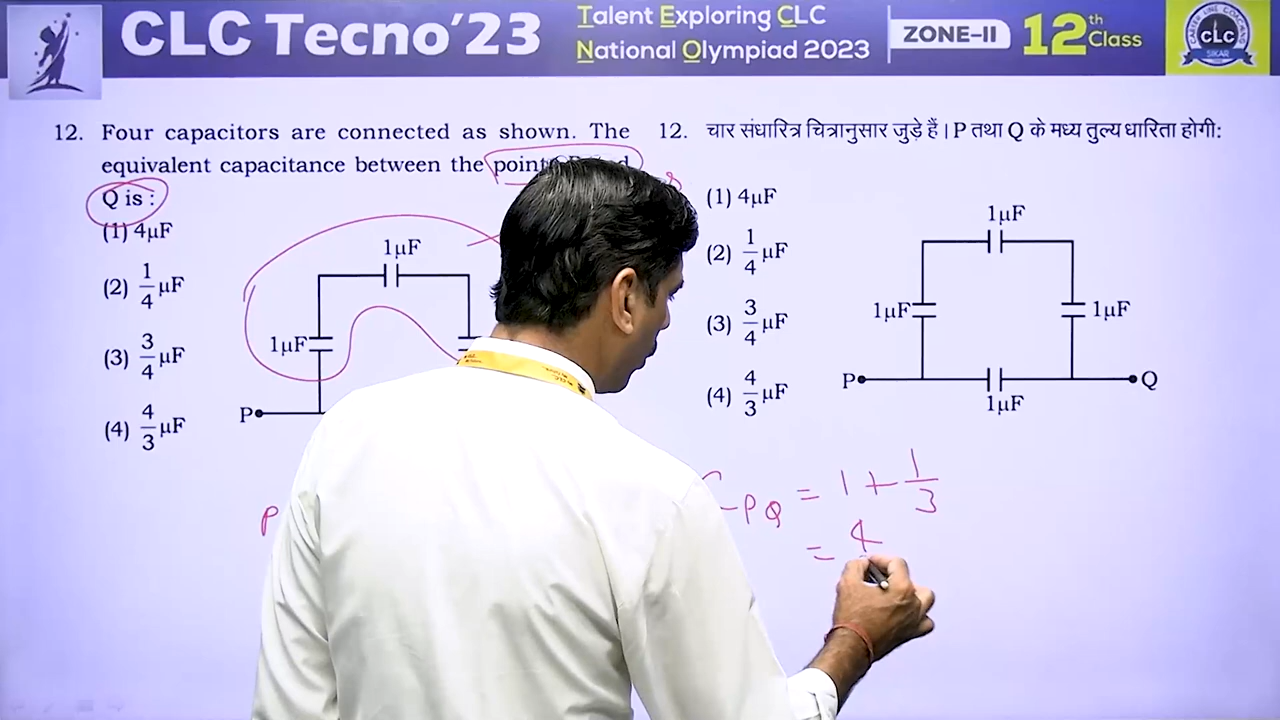 CLC Tecno'23
Talent Exploring CLC
National Olympiad 2023
ZONE-II
12th Class
CLC
SIKAR
12. Four capacitors are connected as shown. The
equivalent capacitance between the
Q is :
(1) 4μF
(2) 1/4 μF
(3) 3/4 μF
(4) 4/3 μF
1μF
1μF
P
P
12. चार संधारित्र चित्रानुसार जुड़े हैं। P तथा Q के मध्य तुल्य धारिता होगी:
(1) 4μF
(2) 1/4 μF
(3) 3/4 μF
(4) 4/3 μF
1μF
1μF
1μF
P
Q
1μF
C PQ = 1 + 1/3
= 4